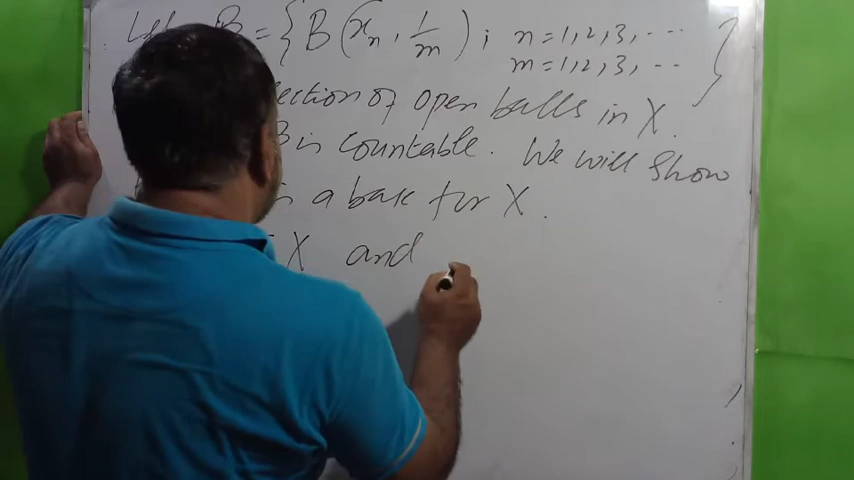 Let B = { B(xₙ, 1/m) ; n = 1, 2, 3, ...
m = 1, 2, 3, ... }
ection of open balls in X.
B is countable. We will show
is a base for X.
X and